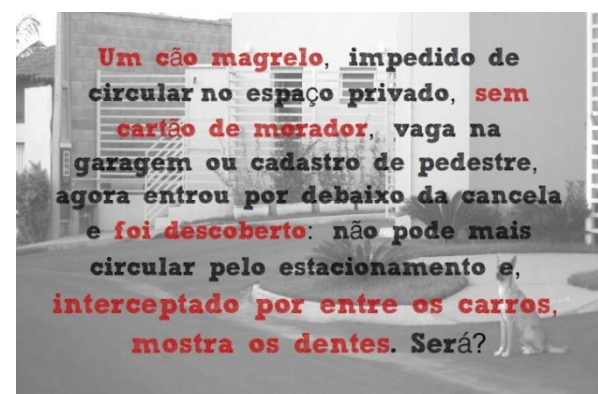 Um cão magrelo, impedido de
circular no espaço privado, sem
cartão de morador, vaga na
garagem ou cadastro de pedestre,
agora entrou por debaixo da cancela
e foi descoberto: não pode mais
circular pelo estacionamento e,
interceptado por entre os carros,
mostra os dentes. Será?